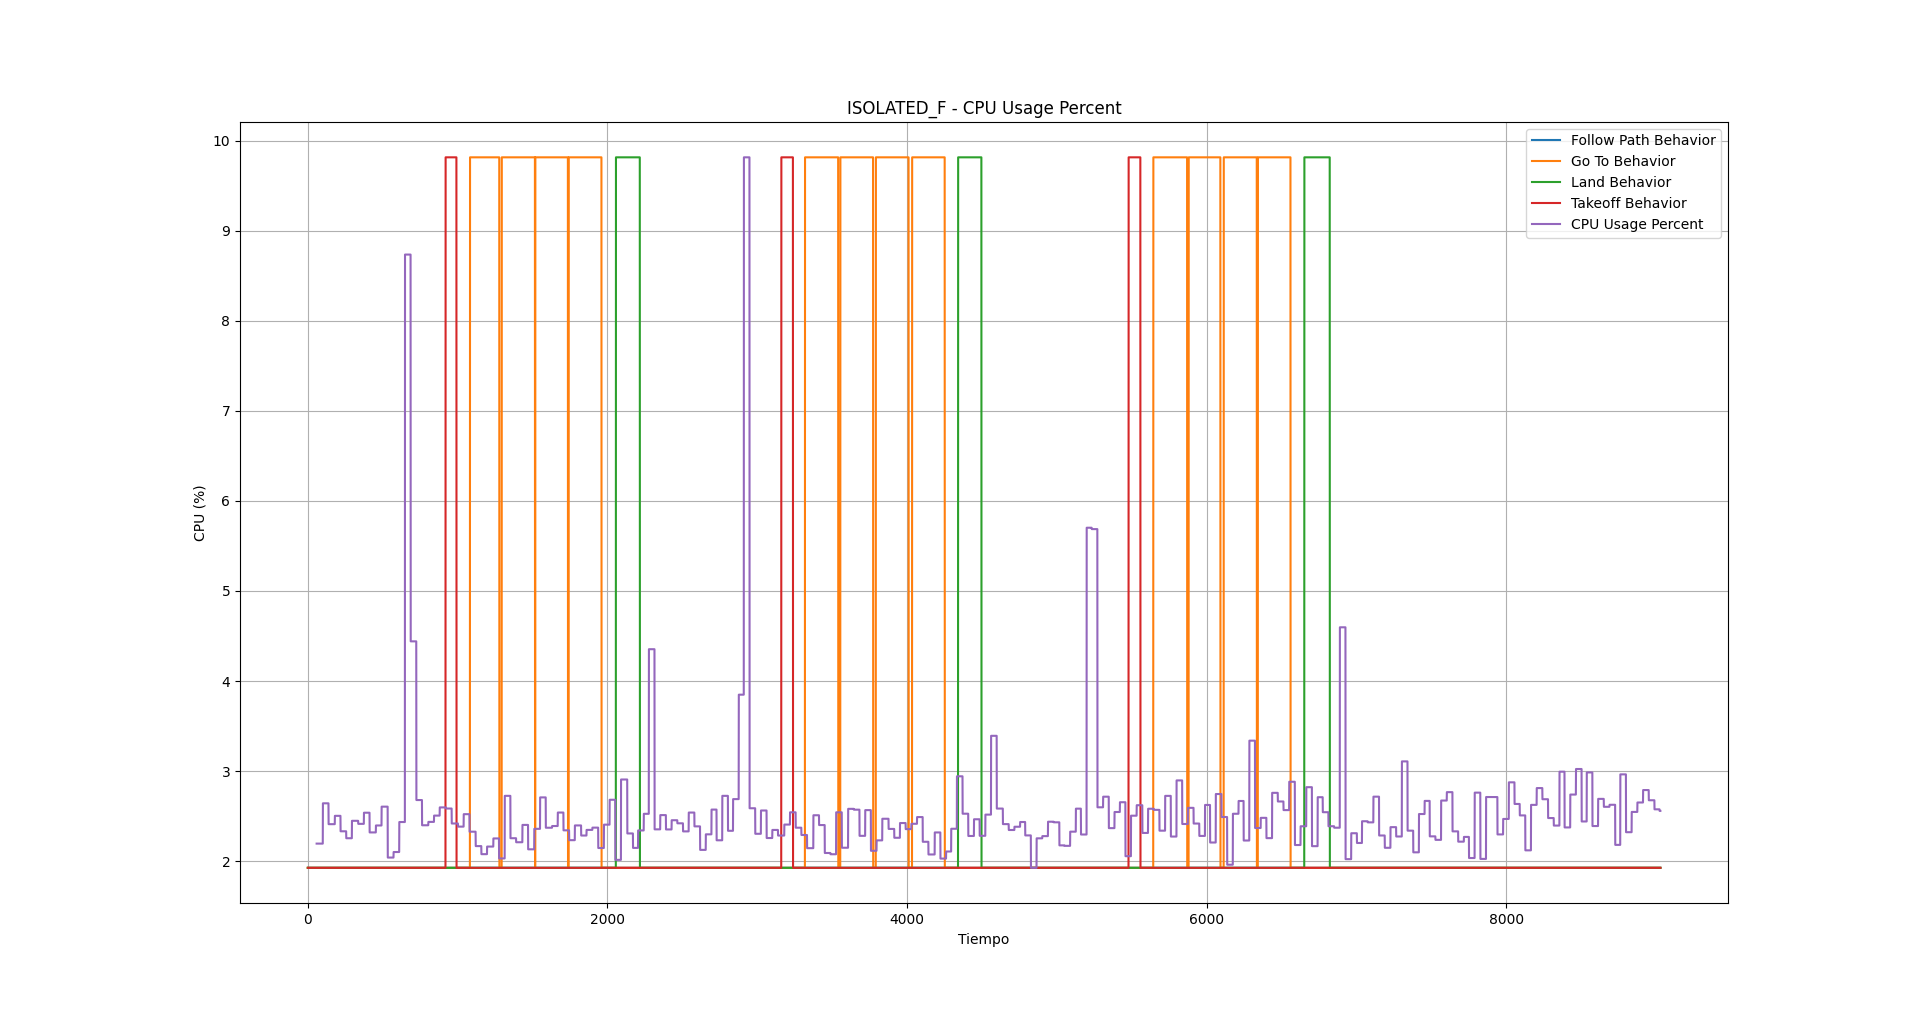 ISOLATED_F - CPU Usage Percent
10
9
8
7
6
5
4
3
2
CPU (%)
Follow Path Behavior
Go To Behavior
Land Behavior
Takeoff Behavior
CPU Usage Percent
0
2000
4000
6000
8000
Tiempo